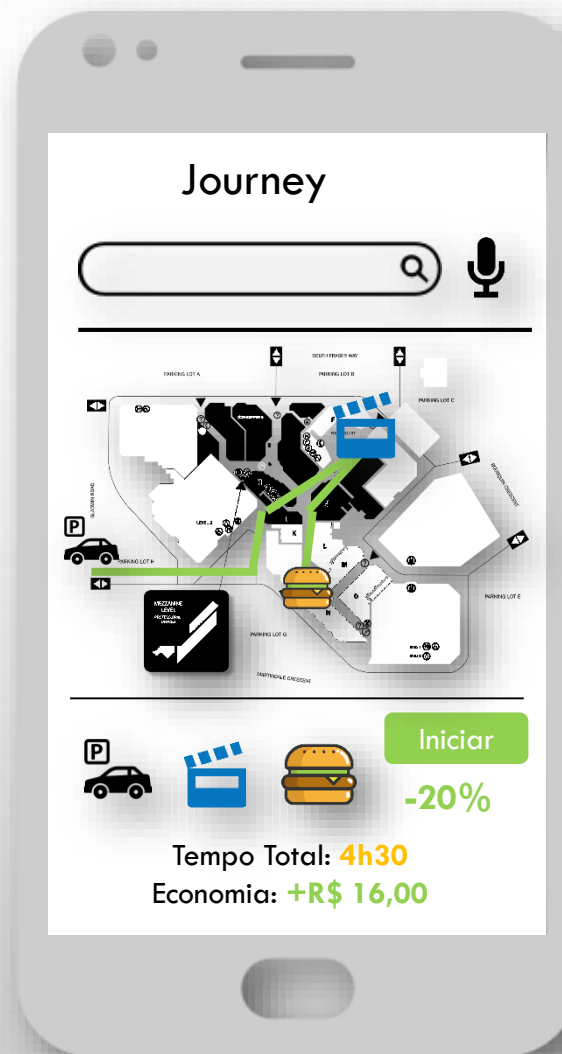 Journey
SOUTH FRASER WAY
PARKING LOT A
PARKING LOT B
PARKING LOT C
P
PARKING LOT H
MEZZANINE
LEVEL
PARKING LOT E
PARKING LOT G
P
Iniciar
-20%
Tempo Total: 4h30
Economia: +R$ 16,00